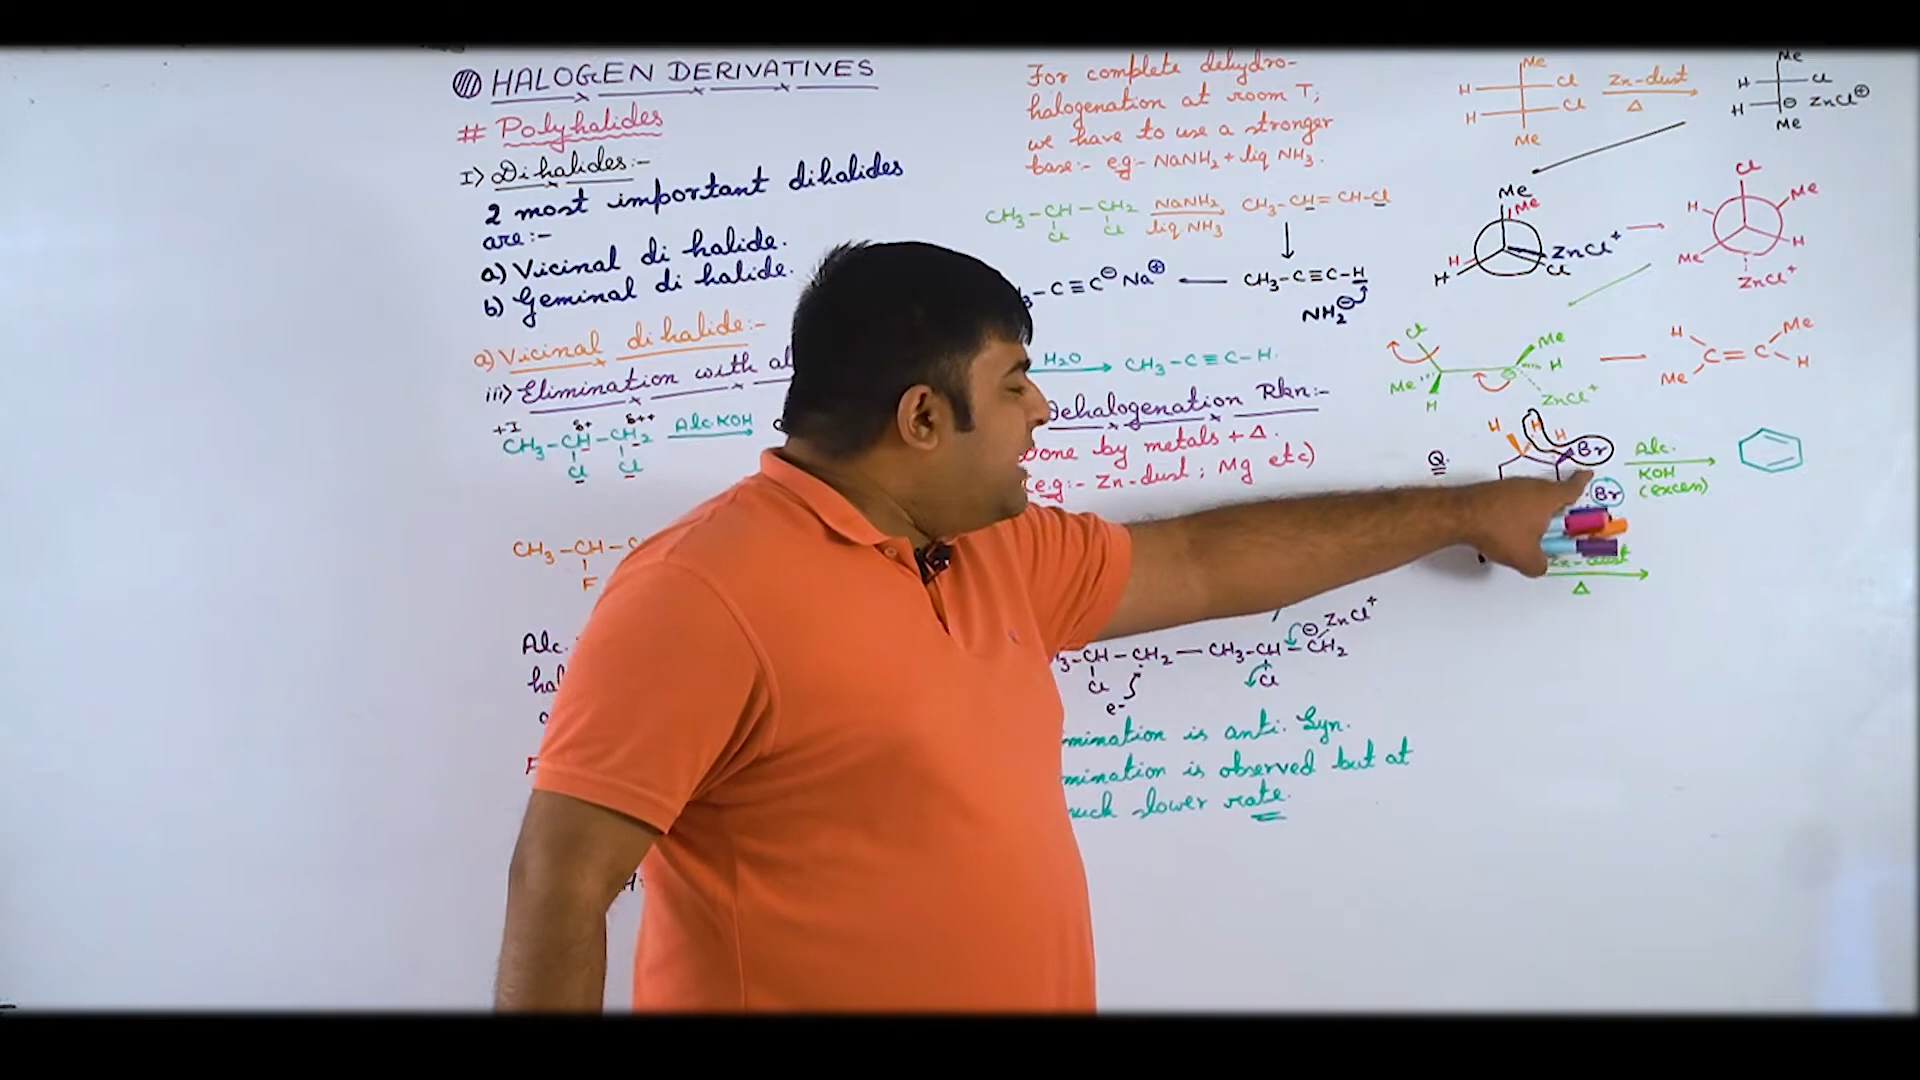 HALOGEN DERIVATIVES
# Polyhalides
I) Dihalides:-
2 most important dihalides
are:-
a) Vicinal di halide.
b) Geminal di halide.
a) Vicinal di halide:-
iii) Elimination with
+I δ+ δ++
CH3-CH-CH2 Alc.KOH
Cl Cl
CH3-CH-
F
Alc.
For complete dehydro-
halogenation at room T;
we have to use a stronger
base:- eg:- NaNH2 + liq NH3.
CH3-CH-CH2 NaNH2 CH3-CH=CH-Cl
Cl Cl liq NH3
-C≡C⊖ Na⊕ CH3-C≡C-H
NH2⊖
H2O CH3-C≡C-H.
Dehalogenation Rxn:-
Done by metals + Δ.
(eg:- Zn-dust; Mg etc)
⊖ ZnCl+
3-CH-CH2 — CH3-CH-CH2
Cl Cl
e-
mination is anti. Syn.
mination is observed but at
much slower rate.
Me Me
H Cl Zn-dust H Cl
H Cl Δ H ⊖ ZnCl⊕
Me Me
Me Cl
Me H Me
H ZnCl+ Me H
H Cl ZnCl+
Cl Me H Me
H C=C
Me ⊖ Me H
H ZnCl+
Q. H H H Br Alc.
Br KOH
(excess)
Zn-dust
Δ